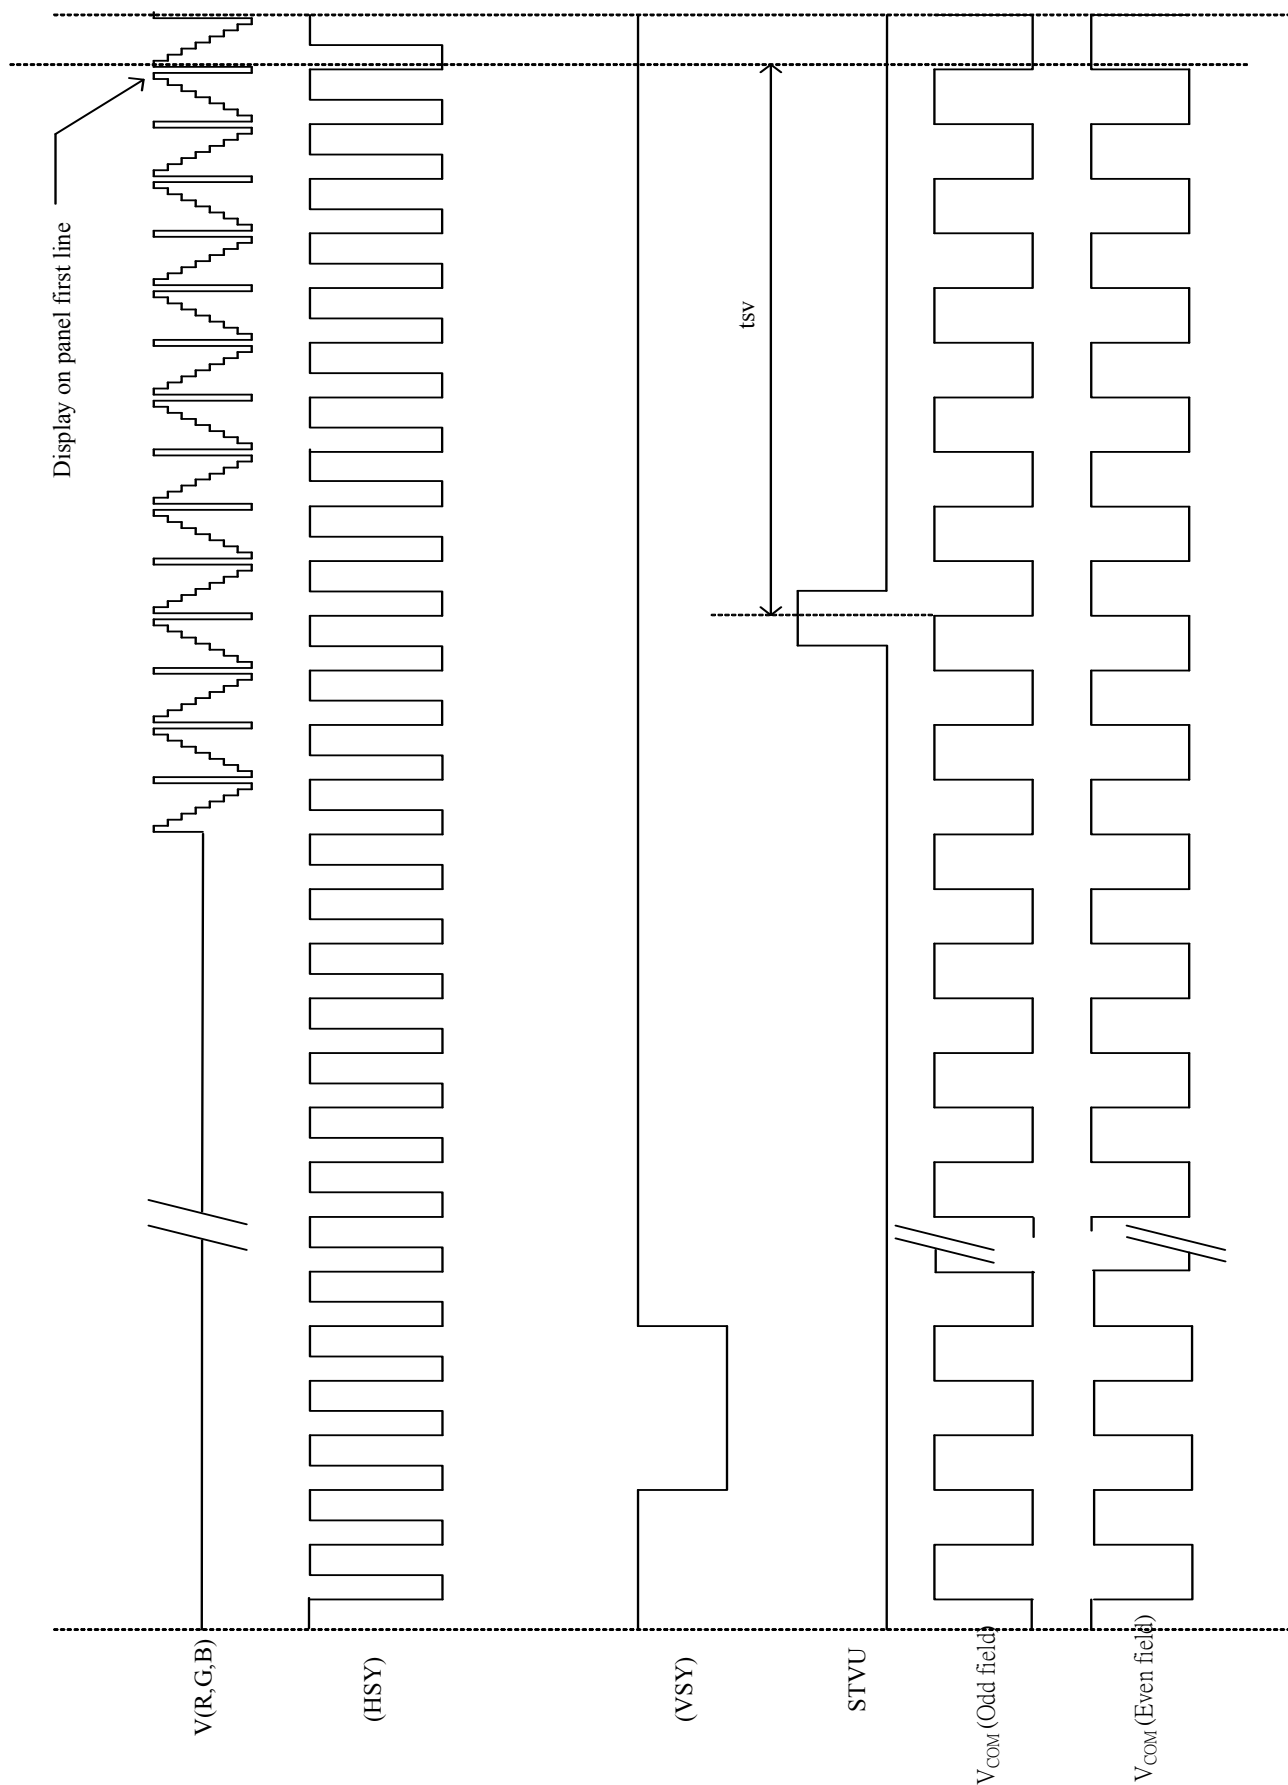 Display on panel first line
V(R,G,B)
(HSY)
(VSY)
tsv
STVU
VCOM (Odd field)
VCOM (Even field)